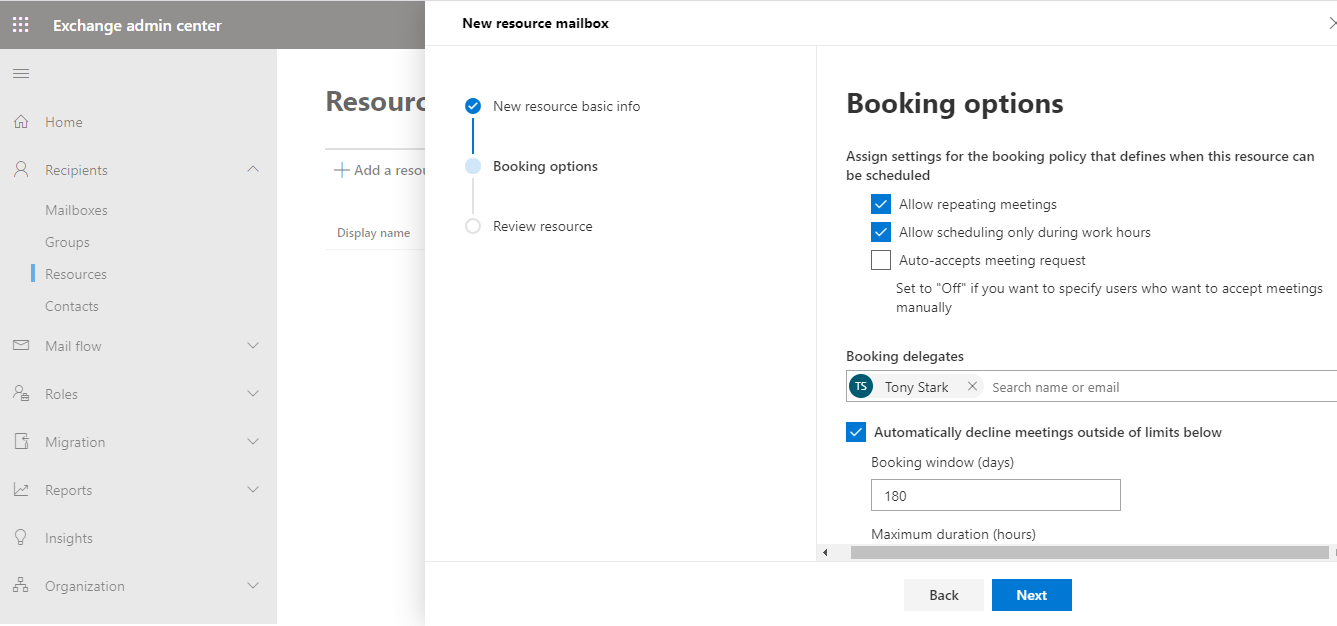 Exchange admin center
Home
Recipients
Mailboxes
Groups
Resources
Contacts
Mail flow
Roles
Migration
Reports
Insights
Organization
Resourc
Add a resou
Display name
New resource mailbox
New resource basic info
Booking options
Review resource
Booking options
Assign settings for the booking policy that defines when this resource can
be scheduled
Allow repeating meetings
Allow scheduling only during work hours
Auto-accepts meeting request
Set to "Off" if you want to specify users who want to accept meetings
manually
Booking delegates
TS Tony Stark Search name or email
Automatically decline meetings outside of limits below
Booking window (days)
180
Maximum duration (hours)
Back Next